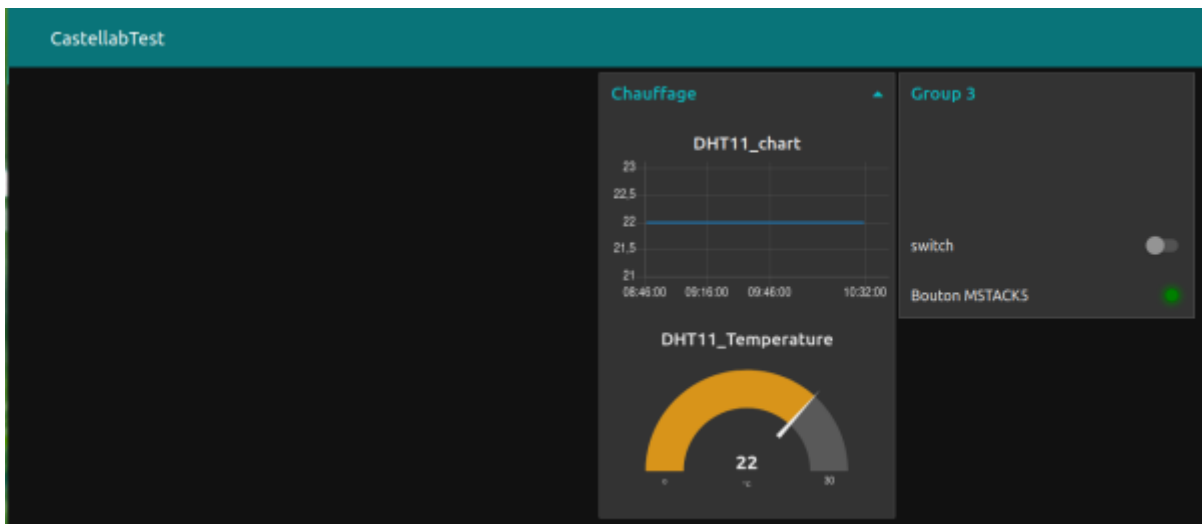 CastellabTest
Chauffage
DHT11_chart
23
22,5
22
21,5
21
08:46:00 09:16:00 09:46:00 10:32:00
DHT11_Temperature
22
0 °C 30
Group 3
switch
Bouton MSTACK5